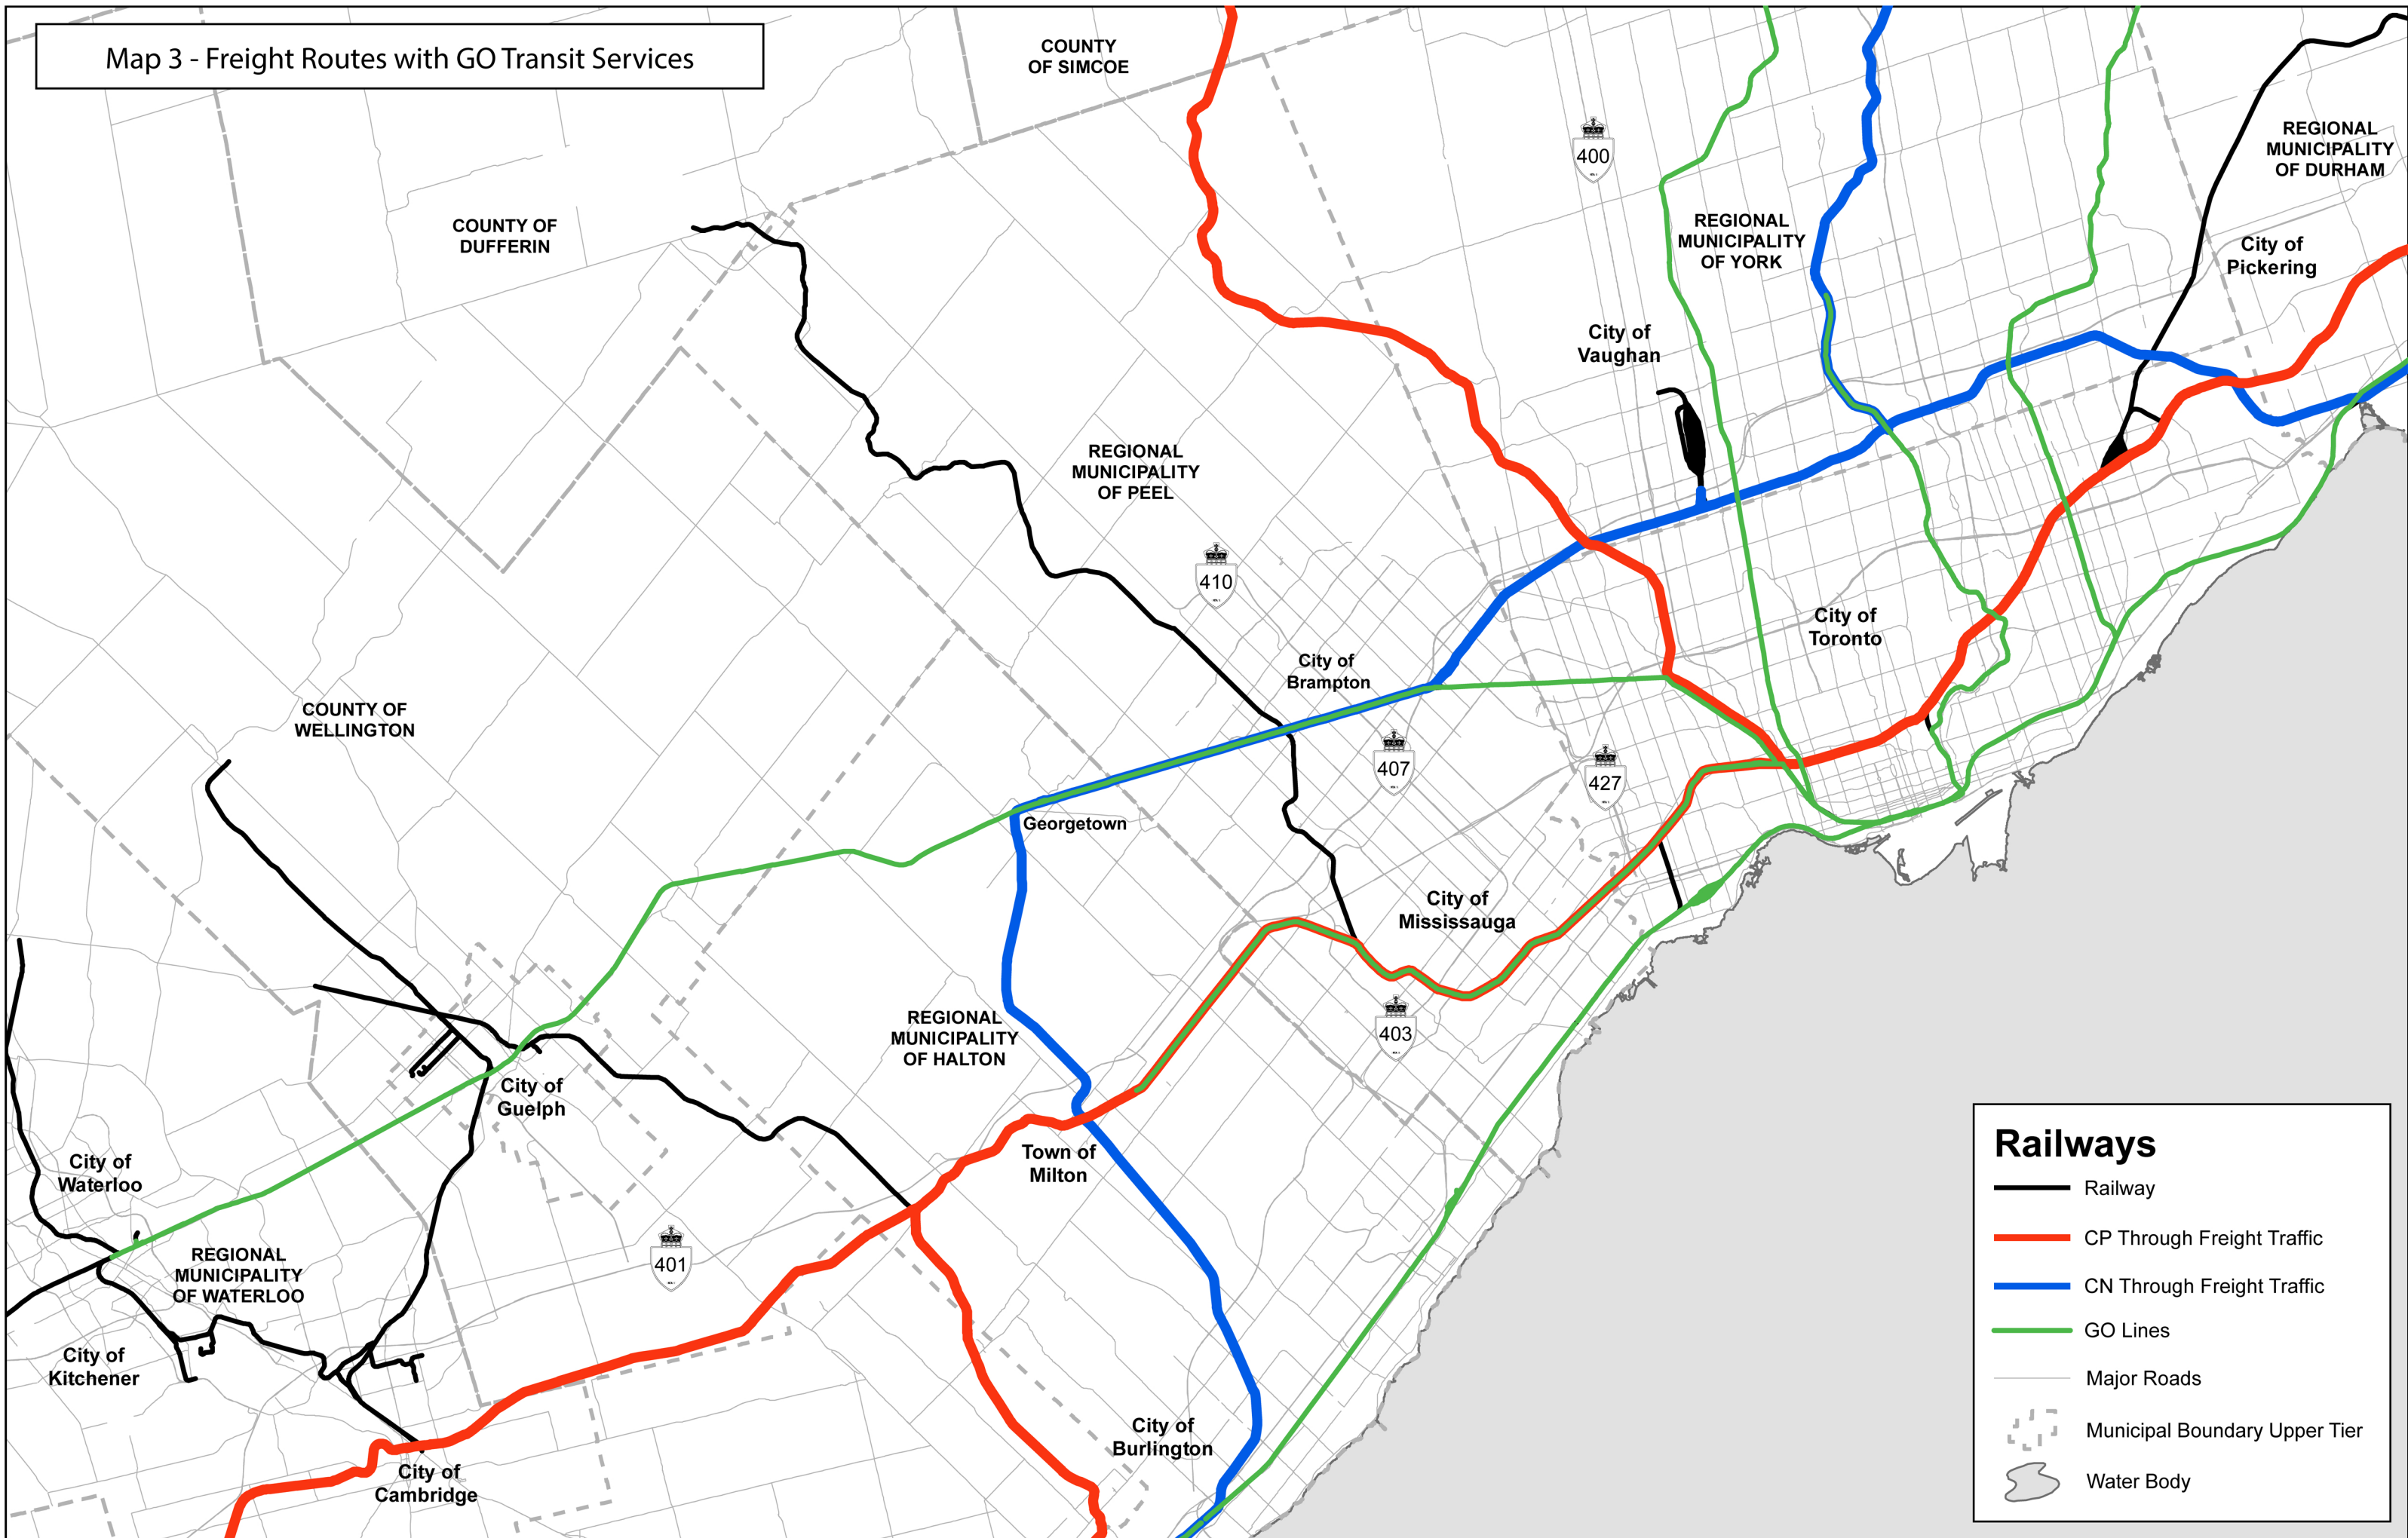 Map 3 - Freight Routes with GO Transit Services
COUNTY
OF SIMCOE
400
REGIONAL
MUNICIPALITY
OF DURHAM
COUNTY OF
DUFFERIN
REGIONAL
MUNICIPALITY
OF YORK
City of
Pickering
City of
Vaughan
REGIONAL
MUNICIPALITY
OF PEEL
410
City of
Toronto
City of
Brampton
COUNTY OF
WELLINGTON
407
427
Georgetown
City of
Mississauga
REGIONAL
MUNICIPALITY
OF HALTON
403
City of
Guelph
Town of
Milton
City of
Waterloo
REGIONAL
MUNICIPALITY
OF WATERLOO
401
City of
Kitchener
City of
Burlington
City of
Cambridge
Railways
Railway
CP Through Freight Traffic
CN Through Freight Traffic
GO Lines
Major Roads
Municipal Boundary Upper Tier
Water Body